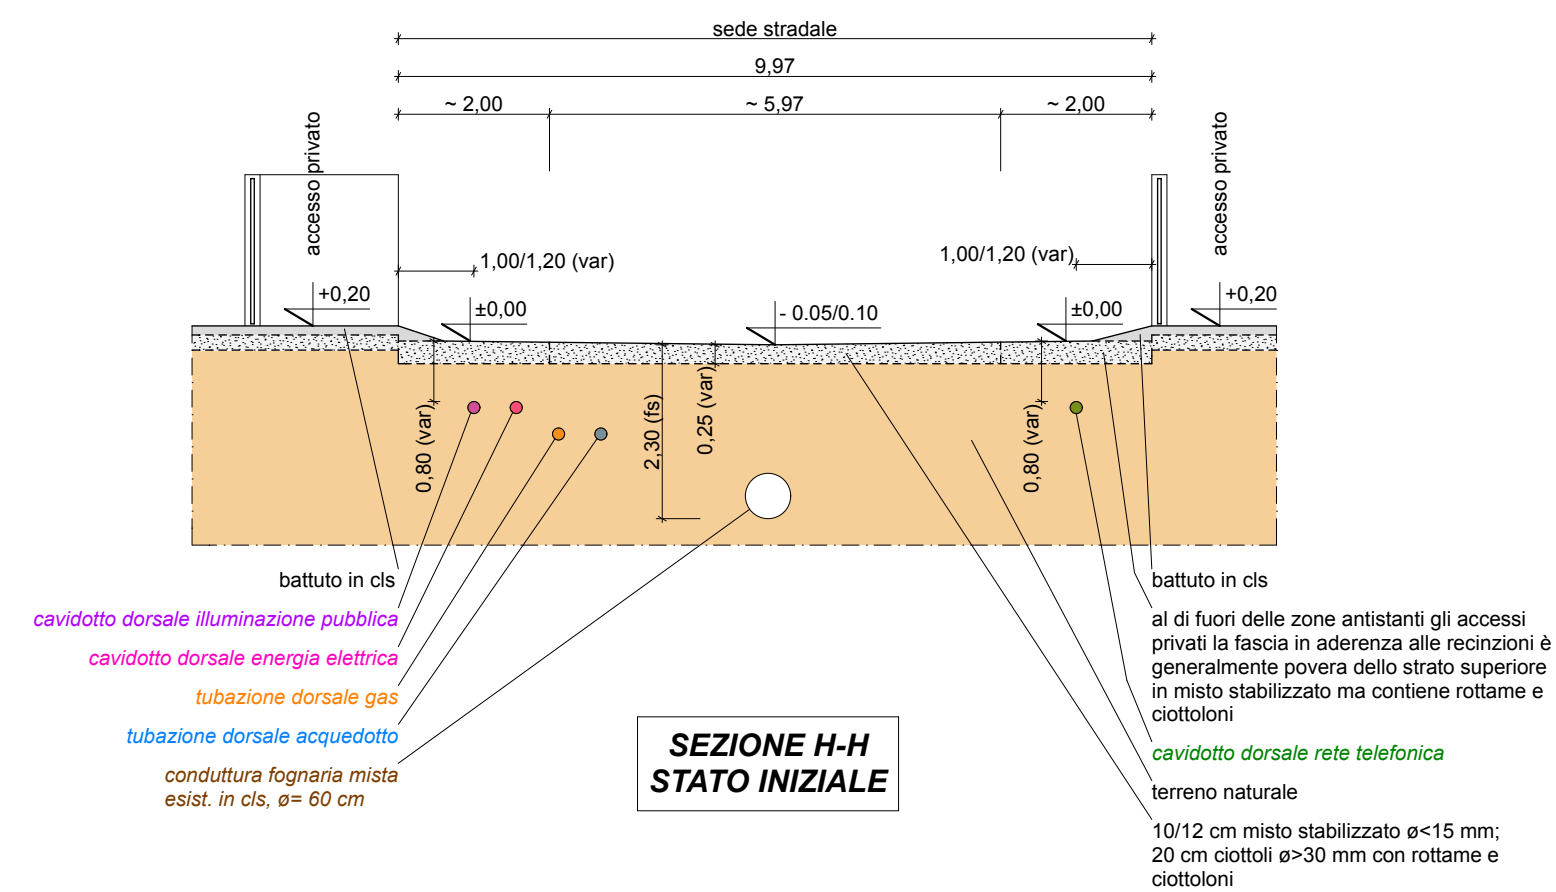 sede stradale
9,97
~ 2,00
~ 5,97
~ 2,00
accesso privato
accesso privato
1,00/1,20 (var)
1,00/1,20 (var)
+0,20
±0,00
- 0.05/0.10
±0,00
+0,20
0,80 (var)
2,30 (fs)
0,25 (var)
0,80 (var)
battuto in cls
cavidotto dorsale illuminazione pubblica
cavidotto dorsale energia elettrica
tubazione dorsale gas
tubazione dorsale acquedotto
conduttura fognaria mista
esist. in cls, ø= 60 cm
SEZIONE H-H
STATO INIZIALE
battuto in cls
al di fuori delle zone antistanti gli accessi
privati la fascia in aderenza alle recinzioni è
generalmente povera dello strato superiore
in misto stabilizzato ma contiene rottame e
ciottoloni
cavidotto dorsale rete telefonica
terreno naturale
10/12 cm misto stabilizzato ø<15 mm;
20 cm ciottoli ø>30 mm con rottame e
ciottoloni